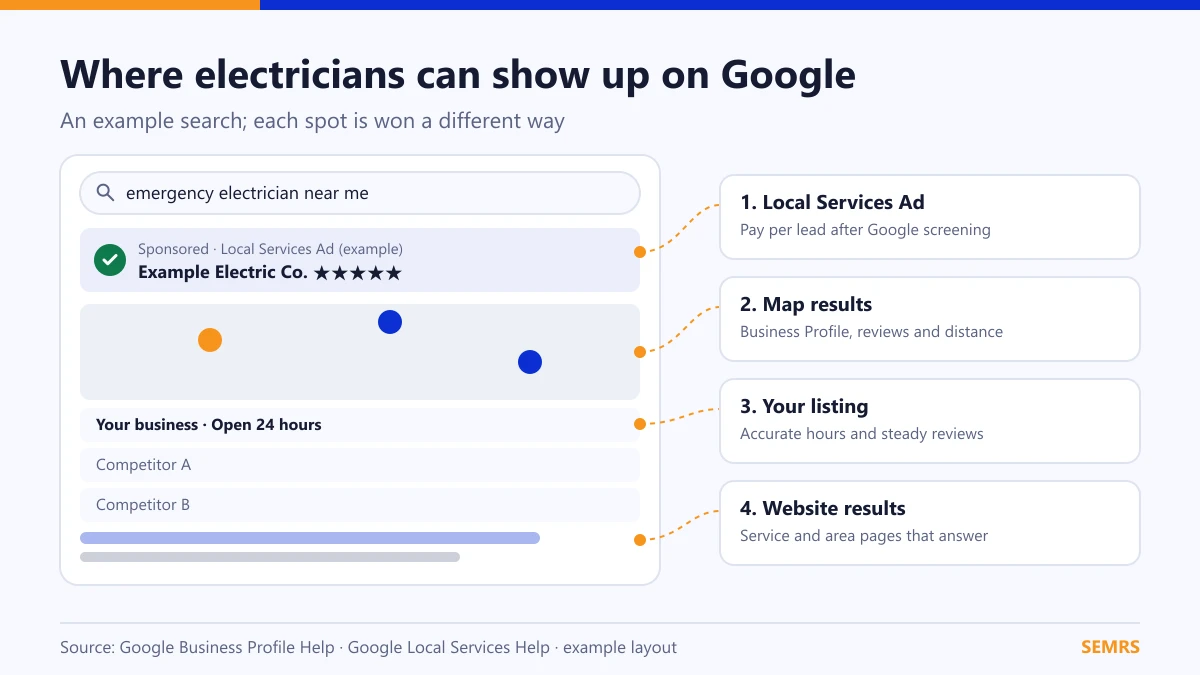 Where electricians can show up on Google
An example search; each spot is won a different way
emergency electrician near me
Sponsored · Local Services Ad (example)
Example Electric Co. ★★★★★
Your business · Open 24 hours
Competitor A
Competitor B
1. Local Services Ad
Pay per lead after Google screening
2. Map results
Business Profile, reviews and distance
3. Your listing
Accurate hours and steady reviews
4. Website results
Service and area pages that answer
Source: Google Business Profile Help · Google Local Services Help · example layout
SEMRS